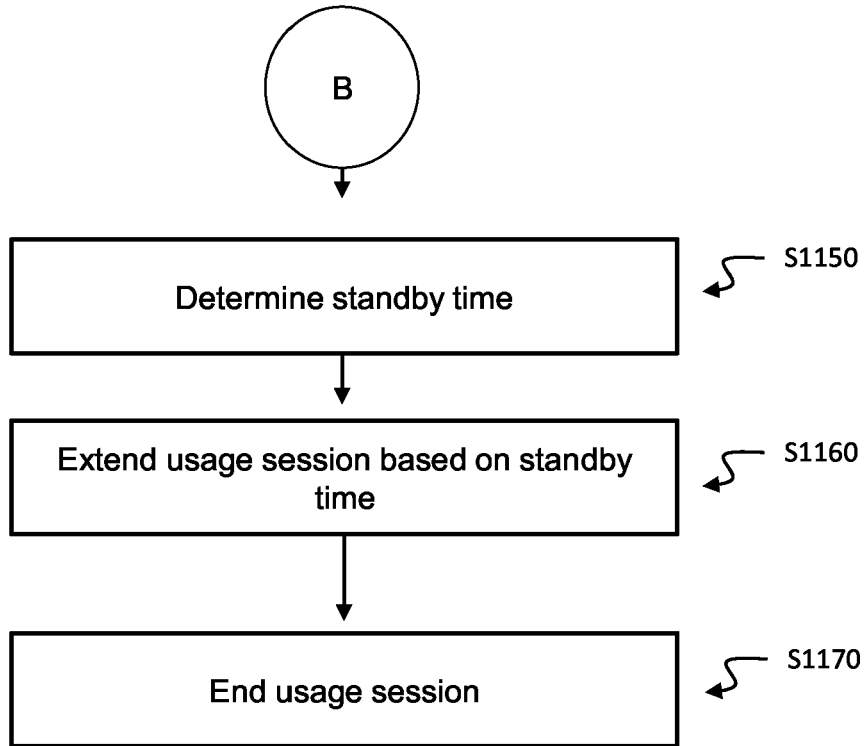 B
Determine standby time
S1150
Extend usage session based on standby
time
S1160
End usage session
S1170